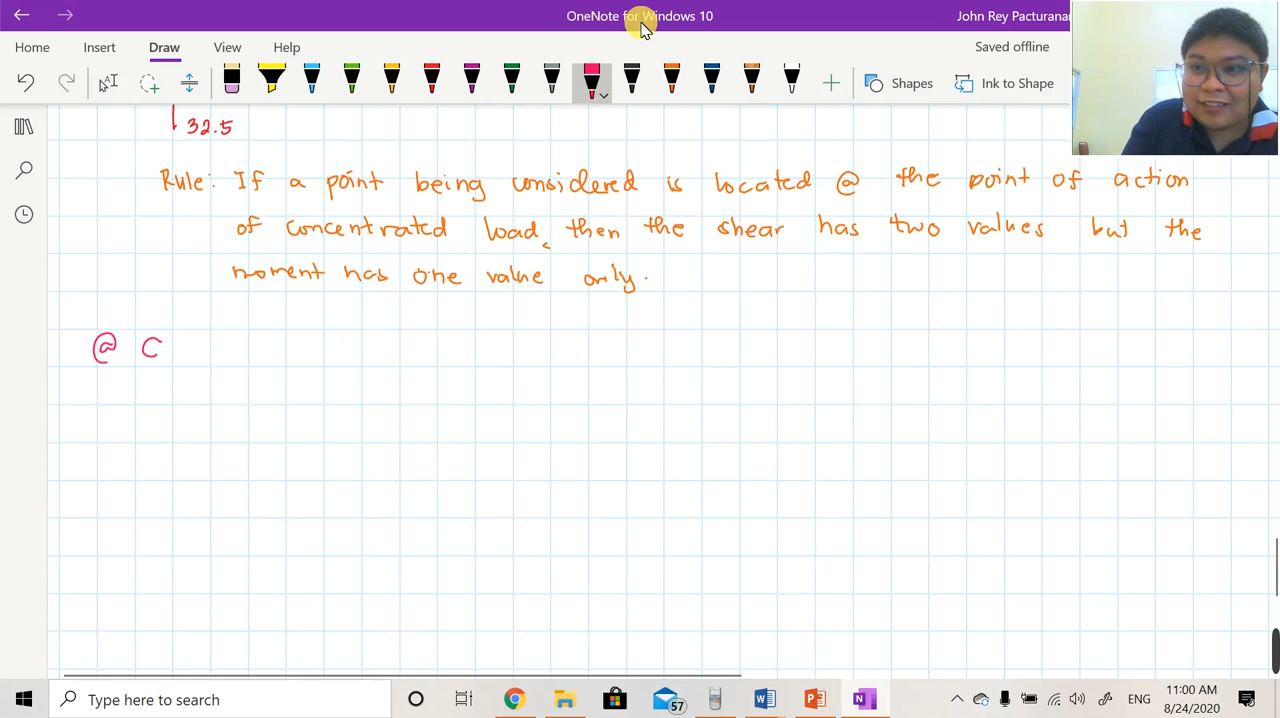 OneNote for Windows 10
John Rey Pacturanan
Home Insert Draw View Help
Saved offline
Shapes
Ink to Shape
32.5
Rule: If a point being considered is located @ the point of action
of concentrated load, then the shear has two values but the
moment has one value only.
@ C
Type here to search
57
ENG
11:00 AM
8/24/2020